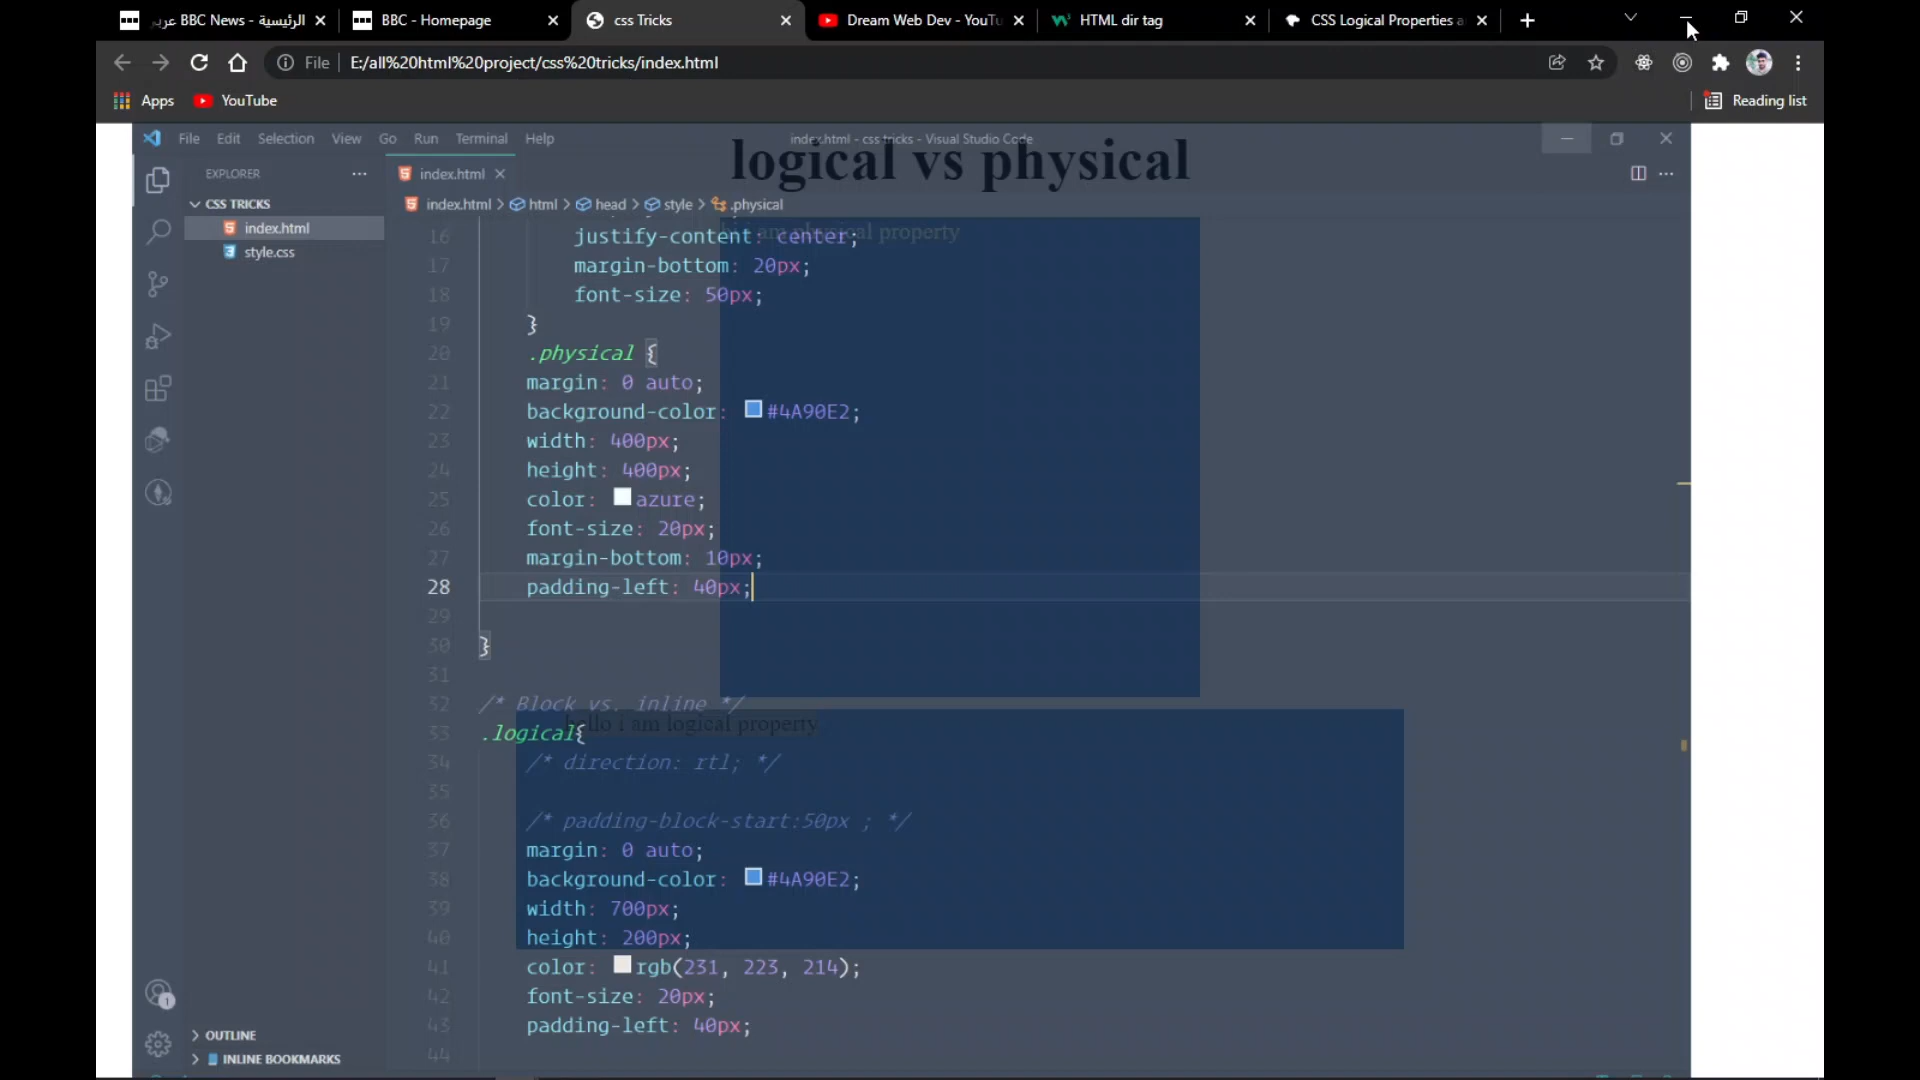 BBC News - الرئيسية
BBC - Homepage
css Tricks
Dream Web Dev - YouTu
HTML dir tag
CSS Logical Properties a
File
E:/all%20html%20project/css%20tricks/index.html
Apps
YouTube
Reading list
File Edit Selection View Go Run Terminal Help
index.html - css tricks - Visual Studio Code
logical vs physical
EXPLORER
index.html
CSS TRICKS
index.html
style.css
index.html > html > head > style > .physical
hi i am physical property
16 justify-content: center;
17 margin-bottom: 20px;
18 font-size: 50px;
19 }
20 .physical {
21 margin: 0 auto;
22 background-color: #4A90E2;
23 width: 400px;
24 height: 400px;
25 color: azure;
26 font-size: 20px;
27 margin-bottom: 10px;
28 padding-left: 40px;
29
30 }
31
32 /* Block vs. inline */
hello i am logical property
33 .logical{
34 /* direction: rtl; */
35
36 /* padding-block-start:50px ; */
37 margin: 0 auto;
38 background-color: #4A90E2;
39 width: 700px;
40 height: 200px;
41 color: rgb(231, 223, 214);
42 font-size: 20px;
43 padding-left: 40px;
44
1
OUTLINE
INLINE BOOKMARKS